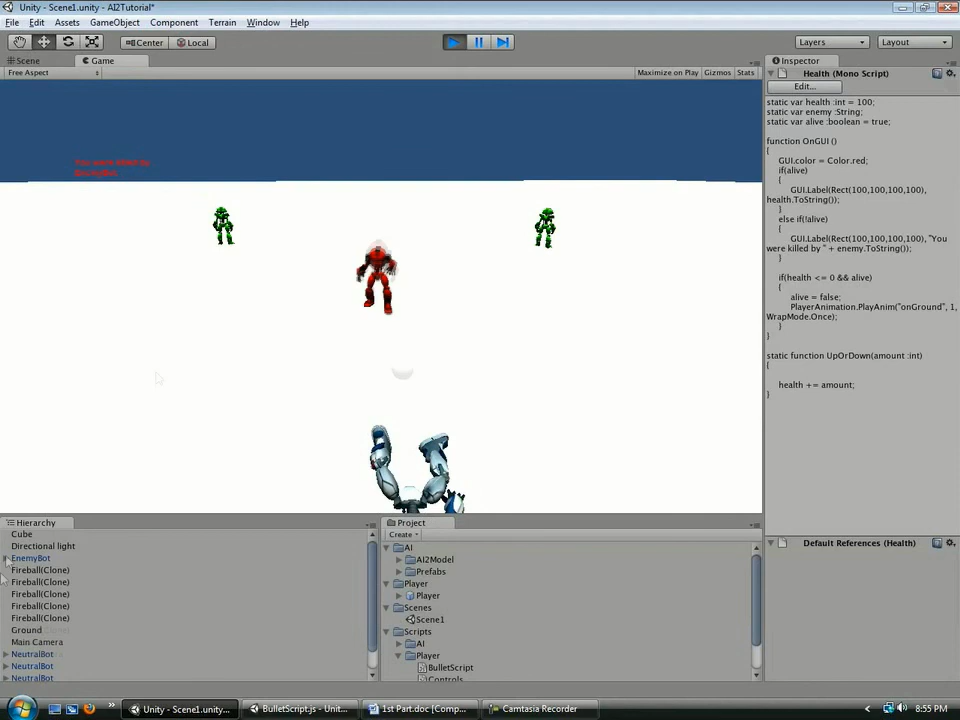 Unity - Scene1.unity - AI2Tutorial*
File Edit Assets GameObject Component Terrain Window Help
Center Local Layers Layout
Scene Game
Free Aspect Maximize on Play Gizmos Stats
You were killed by
EnemyBot
Inspector
Health (Mono Script)
Edit...
static var health :int = 100;
static var enemy :String;
static var alive :boolean = true;
function OnGUI ()
{
GUI.color = Color.red;
if(alive)
{
GUI.Label(Rect(100,100,100,100),
health.ToString());
}
else if(!alive)
{
GUI.Label(Rect(100,100,100,100), "You
were killed by " + enemy.ToString());
}
if(health <= 0 && alive)
{
alive = false;
PlayerAnimation.PlayAnim("onGround", 1,
WrapMode.Once);
}
}
static function UpOrDown(amount :int)
{
health += amount;
}
Default References (Health)
Hierarchy
Cube
Directional light
EnemyBot
Fireball(Clone)
Fireball(Clone)
Fireball(Clone)
Fireball(Clone)
Fireball(Clone)
Ground
Main Camera
NeutralBot
NeutralBot
NeutralBot
Project
Create
AI
AI2Model
Prefabs
Player
Player
Scenes
Scene1
Scripts
AI
Player
BulletScript
Controls
Unity - Scene1.unity... BulletScript.js - Unit... 1st Part.doc [Comp... Camtasia Recorder 8:55 PM